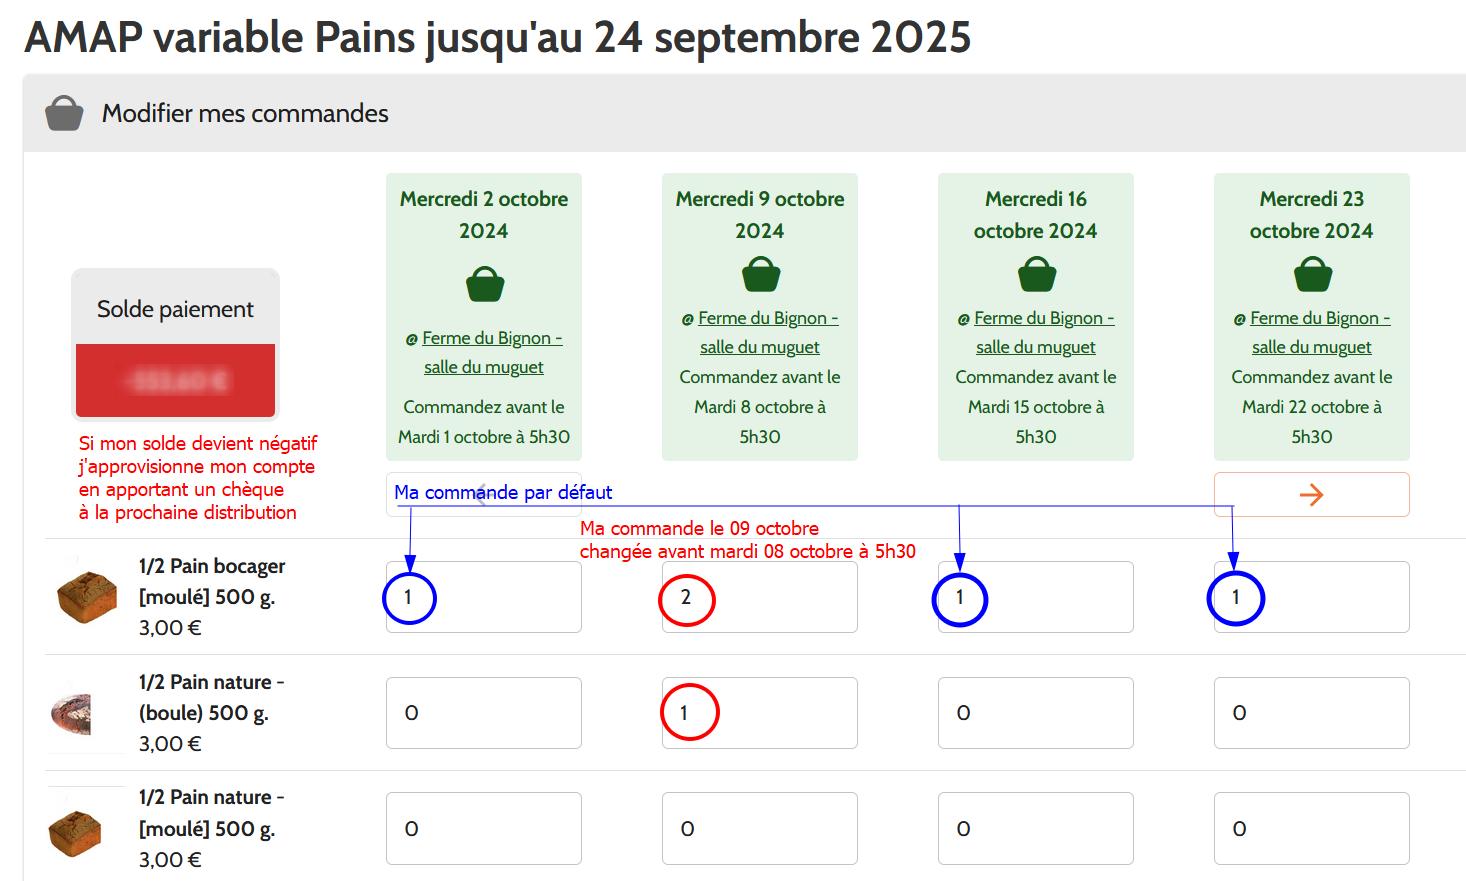 AMAP variable Pains jusqu'au 24 septembre 2025
Modifier mes commandes
Mercredi 2 octobre
2024
@ Ferme du Bignon -
salle du muguet
Commandez avant le
Mardi 1 octobre à 5h30
Mercredi 9 octobre
2024
@ Ferme du Bignon -
salle du muguet
Commandez avant le
Mardi 8 octobre à
5h30
Mercredi 16
octobre 2024
@ Ferme du Bignon -
salle du muguet
Commandez avant le
Mardi 15 octobre à
5h30
Mercredi 23
octobre 2024
@ Ferme du Bignon -
salle du muguet
Commandez avant le
Mardi 22 octobre à
5h30
Solde paiement
Si mon solde devient négatif
j'approvisionne mon compte
en apportant un chèque
à la prochaine distribution
Ma commande par défaut
Ma commande le 09 octobre
changée avant mardi 08 octobre à 5h30
1/2 Pain bocager
[moulé] 500 g.
3,00 €
1
2
1
1
1/2 Pain nature -
(boule) 500 g.
3,00 €
0
1
0
0
1/2 Pain nature -
[moulé] 500 g.
3,00 €
0
0
0
0